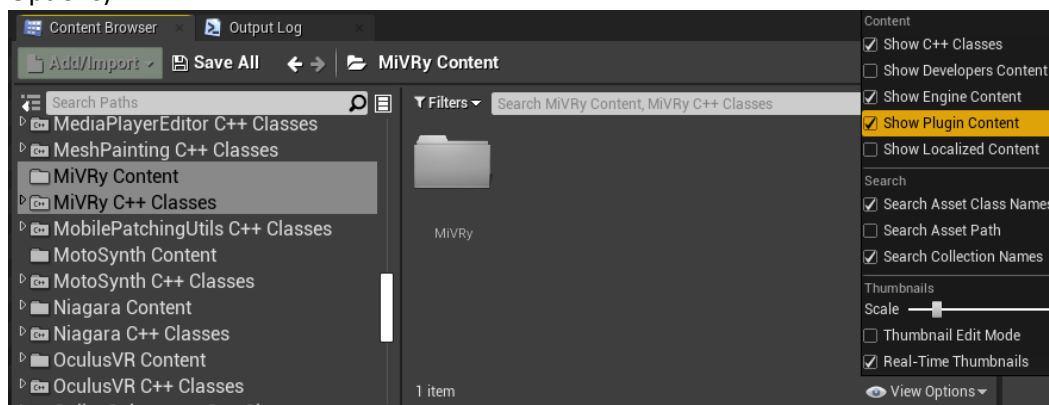 Content Browser
Output Log
Add/Import
Save All
MiVRy Content
Search Paths
MediaPlayerEditor C++ Classes
MeshPainting C++ Classes
MiVRy Content
MiVRy C++ Classes
MobilePatchingUtils C++ Classes
MotoSynth Content
MotoSynth C++ Classes
Niagara Content
Niagara C++ Classes
OculusVR Content
OculusVR C++ Classes
Filters
Search MiVRy Content, MiVRy C++ Classes
MiVRy
1 item
Content
Show C++ Classes
Show Developers Content
Show Engine Content
Show Plugin Content
Show Localized Content
Search
Search Asset Class Names
Search Asset Path
Search Collection Names
Thumbnails
Scale
Thumbnail Edit Mode
Real-Time Thumbnails
View Options